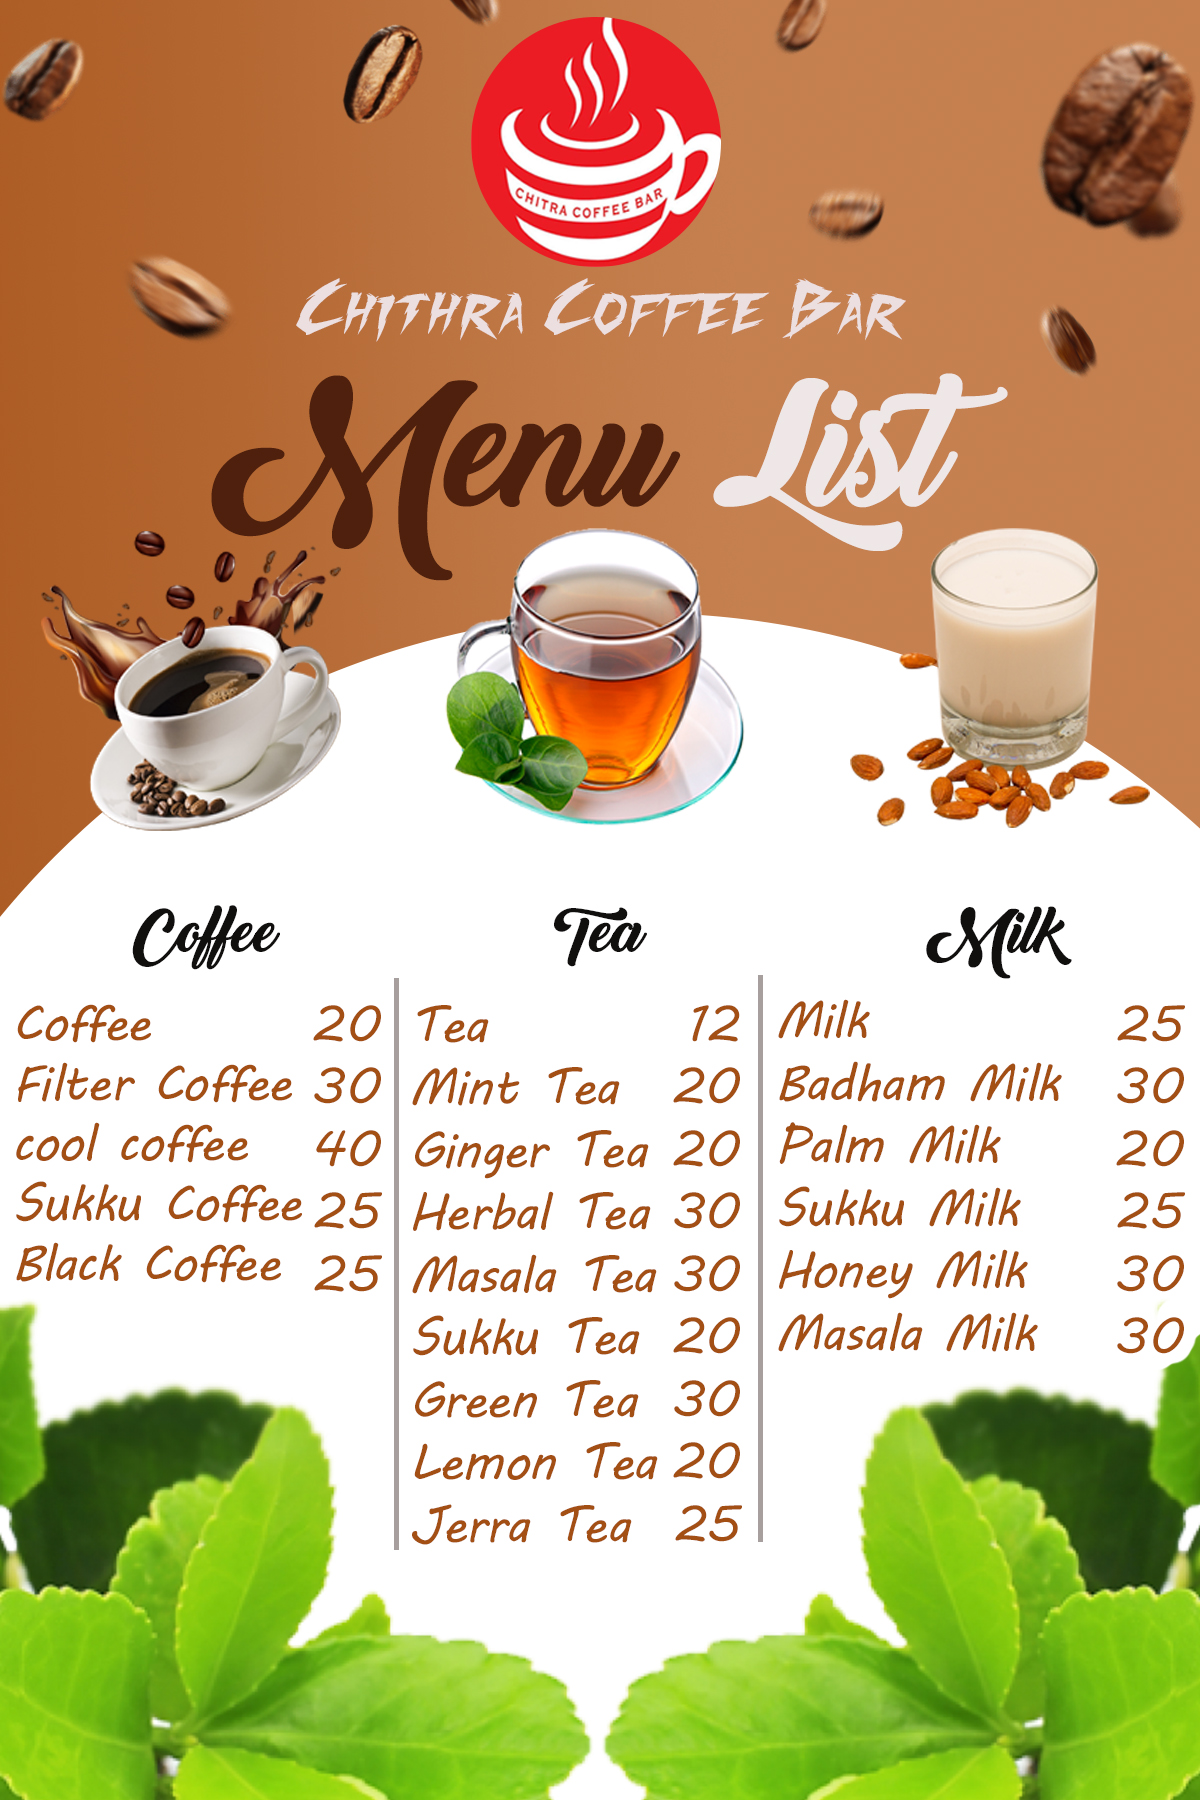 CHITRA COFFEE BAR
CHITHRA COFFEE BAR
Menu List
Coffee
Coffee 20
Filter Coffee 30
cool coffee 40
Sukku Coffee 25
Black Coffee 25
Tea
Tea 12
Mint Tea 20
Ginger Tea 20
Herbal Tea 30
Masala Tea 30
Sukku Tea 20
Green Tea 30
Lemon Tea 20
Jerra Tea 25
Milk
Milk 25
Badham Milk 30
Palm Milk 20
Sukku Milk 25
Honey Milk 30
Masala Milk 30